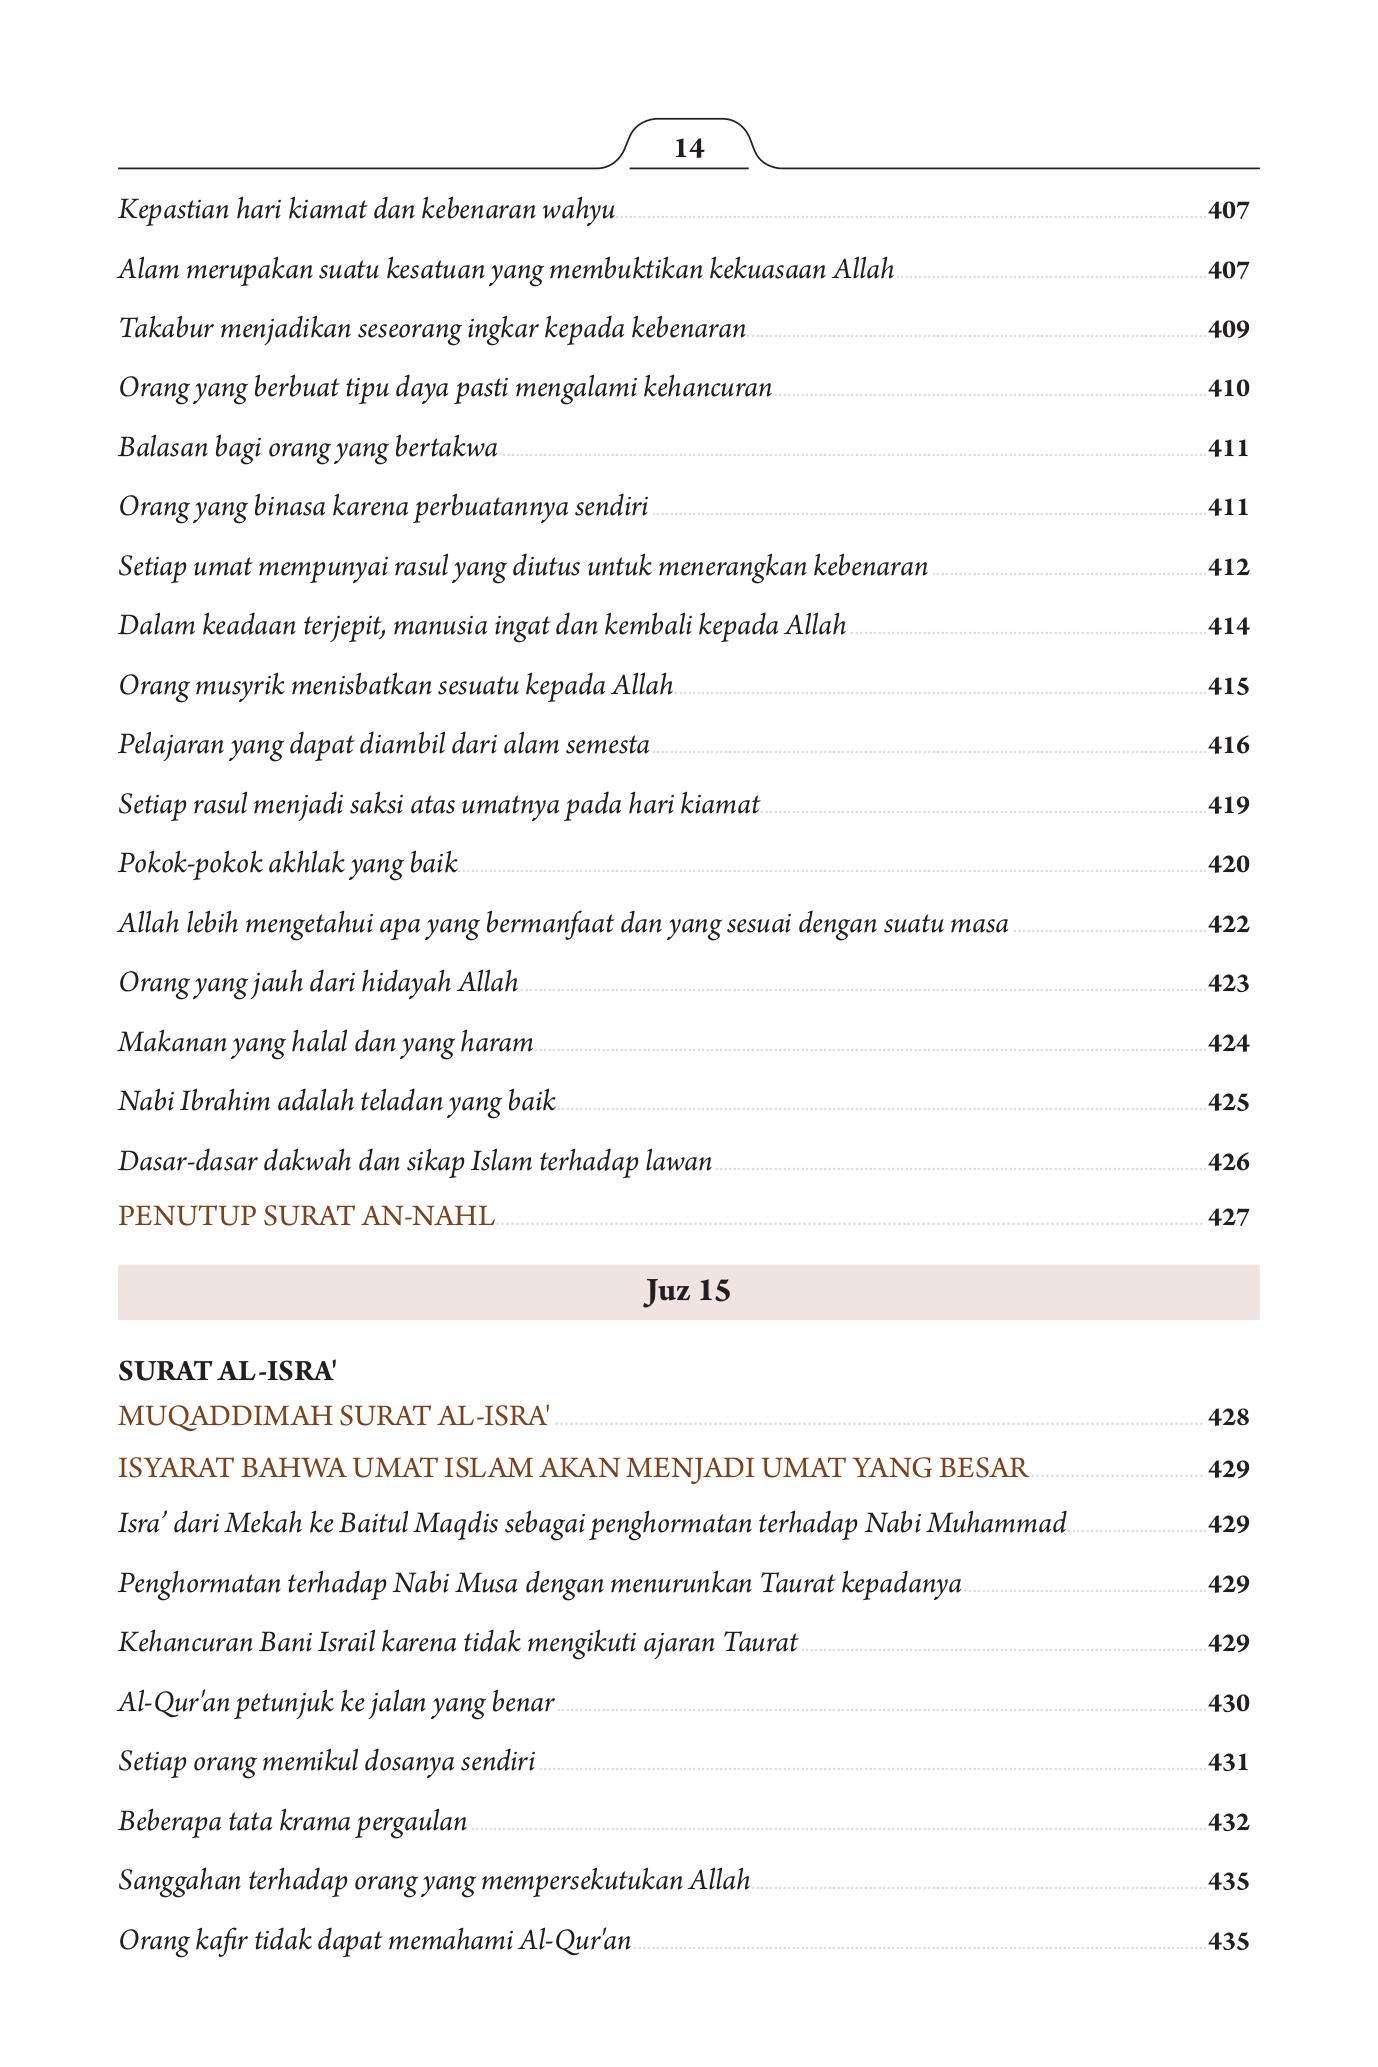 14
Kepastian hari kiamat dan kebenaran wahyu 407
Alam merupakan suatu kesatuan yang membuktikan kekuasaan Allah 407
Takabur menjadikan seseorang ingkar kepada kebenaran 409
Orang yang berbuat tipu daya pasti mengalami kehancuran 410
Balasan bagi orang yang bertakwa 411
Orang yang binasa karena perbuatannya sendiri 411
Setiap umat mempunyai rasul yang diutus untuk menerangkan kebenaran 412
Dalam keadaan terjepit, manusia ingat dan kembali kepada Allah 414
Orang musyrik menisbatkan sesuatu kepada Allah 415
Pelajaran yang dapat diambil dari alam semesta 416
Setiap rasul menjadi saksi atas umatnya pada hari kiamat 419
Pokok-pokok akhlak yang baik 420
Allah lebih mengetahui apa yang bermanfaat dan yang sesuai dengan suatu masa 422
Orang yang jauh dari hidayah Allah 423
Makanan yang halal dan yang haram 424
Nabi Ibrahim adalah teladan yang baik 425
Dasar-dasar dakwah dan sikap Islam terhadap lawan 426
PENUTUP SURAT AN-NAHL 427
Juz 15
SURAT AL-ISRA'
MUQADDIMAH SURAT AL-ISRA' 428
ISYARAT BAHWA UMAT ISLAM AKAN MENJADI UMAT YANG BESAR 429
Isra’ dari Mekah ke Baitul Maqdis sebagai penghormatan terhadap Nabi Muhammad 429
Penghormatan terhadap Nabi Musa dengan menurunkan Taurat kepadanya 429
Kehancuran Bani Israil karena tidak mengikuti ajaran Taurat 429
Al-Qur'an petunjuk ke jalan yang benar 430
Setiap orang memikul dosanya sendiri 431
Beberapa tata krama pergaulan 432
Sanggahan terhadap orang yang mempersekutukan Allah 435
Orang kafir tidak dapat memahami Al-Qur'an 435